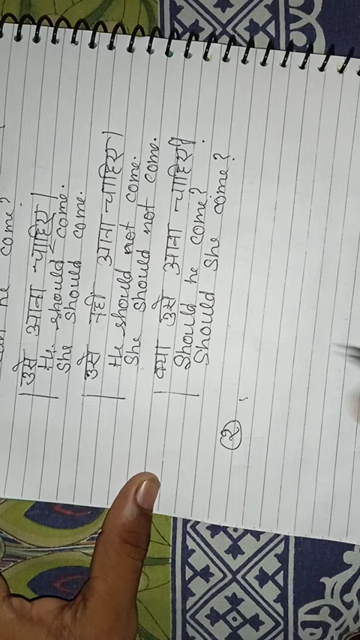 he come?
|उसे आना चाहिए|
He should come.
She should come.
|उसे नही आना चाहिए|
He should not come.
She should not come.
|क्या उसे आना चाहिए|
Should he come?
Should she come?
②